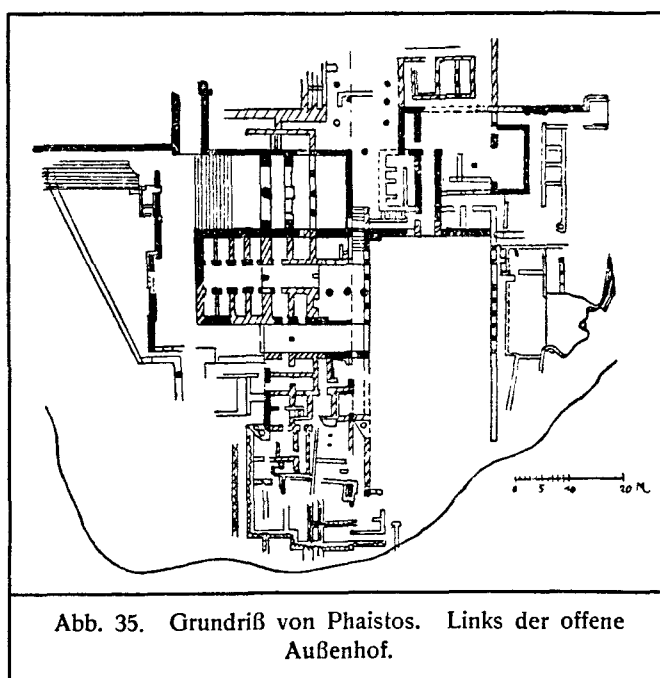 0 5 10 20 M.
Abb. 35. Grundriß von Phaistos. Links der offene
Außenhof.